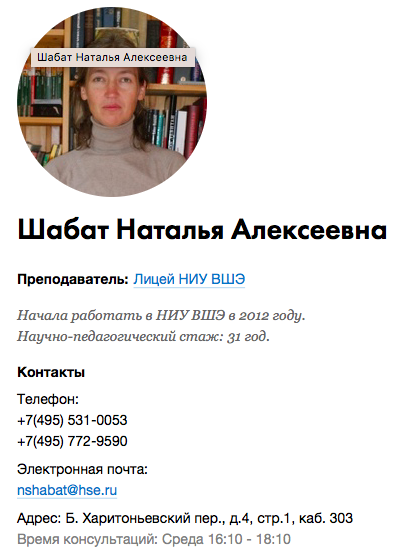 Шабат Наталья Алексеевна
Шабат Наталья Алексеевна
Преподаватель: Лицей НИУ ВШЭ
Начала работать в НИУ ВШЭ в 2012 году.
Научно-педагогический стаж: 31 год.
Контакты
Телефон:
+7(495) 531-0053
+7(495) 772-9590
Электронная почта:
nshabat@hse.ru
Адрес: Б. Харитоньевский пер., д.4, стр.1, каб. 303
Время консультаций: Среда 16:10 - 18:10